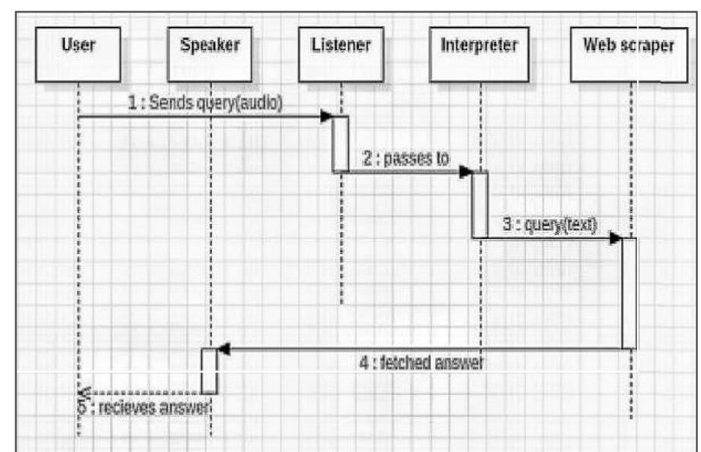 User
Speaker
Listener
Interpreter
Web scraper
1 : Sends query(audio)
2 : passes to
3 : query(text)
4 : fetched answer
5 : recieves answer